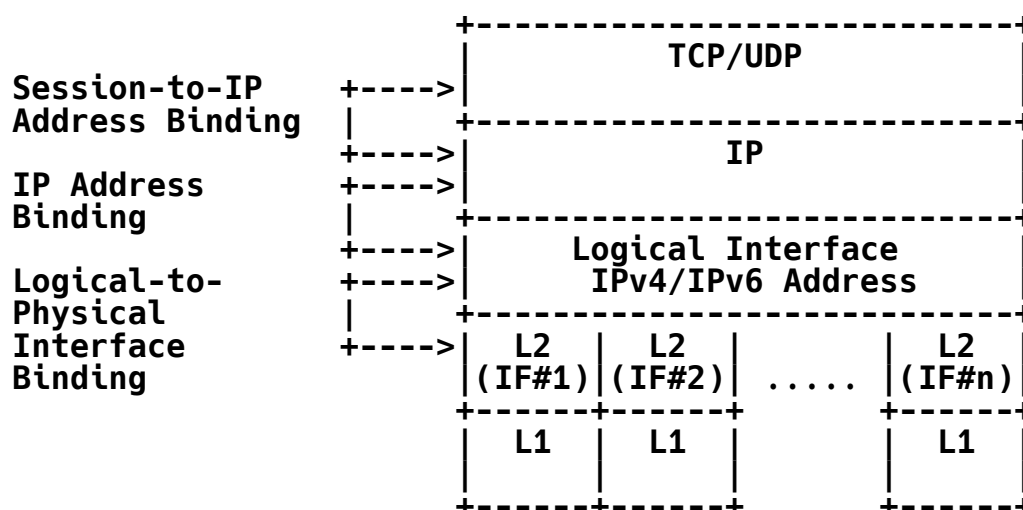 +----------------------------+
                       |          TCP/UDP           |
Session-to-IP    +---->|                            |
Address Binding  |     +----------------------------+
                 +---->|             IP             |
IP Address       +---->|                            |
Binding          |     +----------------------------+
                 +---->|     Logical Interface      |
Logical-to-      +---->|      IPv4/IPv6 Address     |
Physical         |     +----------------------------+
Interface        +---->|  L2  |  L2  |       |  L2  |
Binding                |(IF#1)|(IF#2)| ..... |(IF#n)|
                       +------+------+       +------+
                       |  L1  |  L1  |       |  L1  |
                       |      |      |       |      |
                       +------+------+       +------+